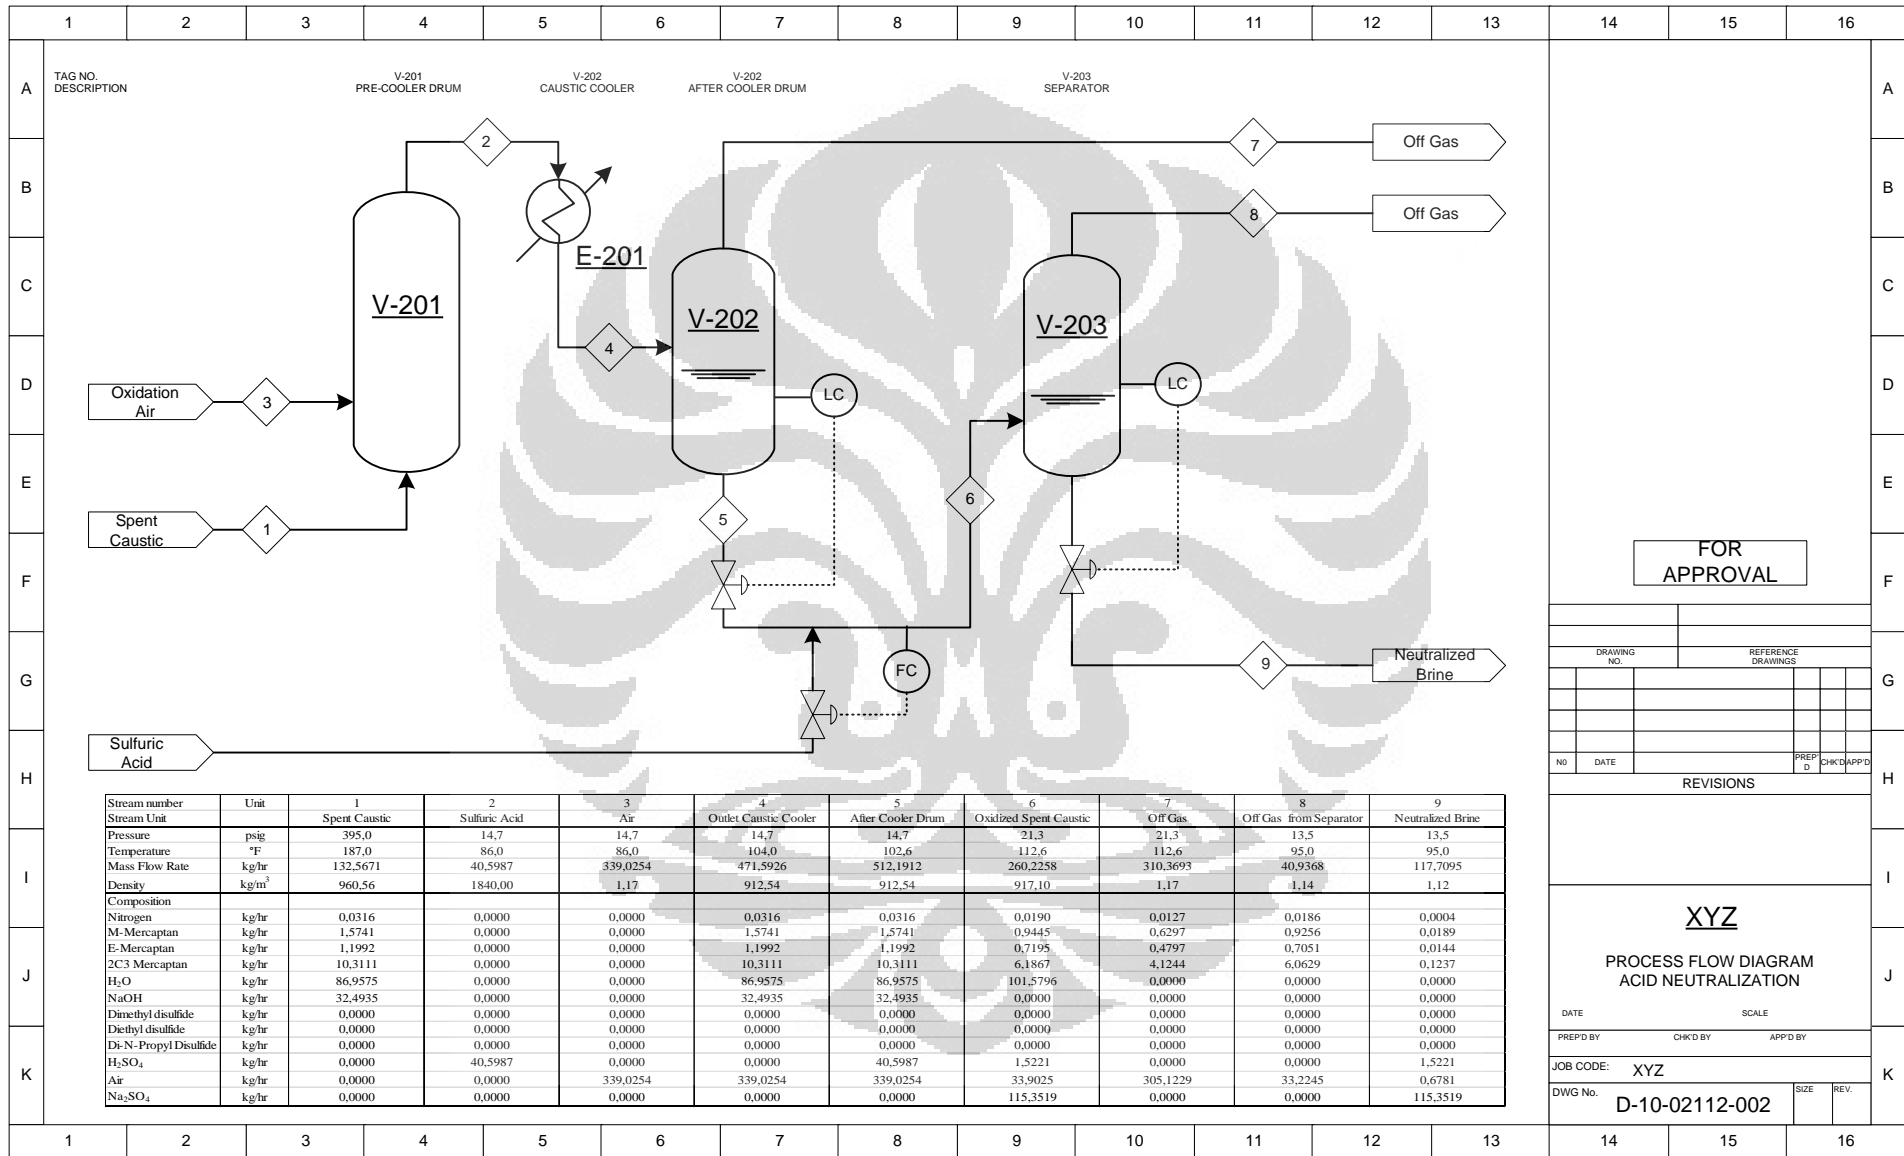 1 2 3 4 5 6 7 8 9 10 11 12 13 14 15 16
A
TAG NO.
DESCRIPTION
V-201
PRE-COOLER DRUM
V-202
CAUSTIC COOLER
V-202
AFTER COOLER DRUM
V-203
SEPARATOR
A
2
7
Off Gas
B
B
8
Off Gas
E-201
C
C
V-201
V-202
V-203
4
D
D
Oxidation
Air
3
LC
LC
E
E
Spent
Caustic
1
5
6
F
F
FOR
APPROVAL
G
G
FC
9
Neutralized
Brine
DRAWING
NO.
REFERENCE
DRAWINGS
Sulfuric
Acid
H
H
N0 DATE PREP'D CHK'D APP'D
REVISIONS
Stream number Unit 1 2 3 4 5 6 7 8 9
Stream Unit Spent Caustic Sulfuric Acid Air Outlet Caustic Cooler After Cooler Drum Oxidized Spent Caustic Off Gas Off Gas from Separator Neutralized Brine
Pressure psig 395,0 14,7 14,7 14,7 14,7 21,3 21,3 13,5 13,5
Temperature °F 187,0 86,0 86,0 104,0 102,6 112,6 112,6 95,0 95,0
Mass Flow Rate kg/hr 132,5671 40,5987 339,0254 471,5926 512,1912 260,2258 310,3693 40,9368 117,7095
Density kg/m³ 960,56 1840,00 1,17 912,54 912,54 917,10 1,17 1,14 1,12
Composition
Nitrogen kg/hr 0,0316 0,0000 0,0000 0,0316 0,0316 0,0190 0,0127 0,0186 0,0004
M-Mercaptan kg/hr 1,5741 0,0000 0,0000 1,5741 1,5741 0,9445 0,6297 0,9256 0,0189
E-Mercaptan kg/hr 1,1992 0,0000 0,0000 1,1992 1,1992 0,7195 0,4797 0,7051 0,0144
2C3 Mercaptan kg/hr 10,3111 0,0000 0,0000 10,3111 10,3111 6,1867 4,1244 6,0629 0,1237
H₂O kg/hr 86,9575 0,0000 0,0000 86,9575 86,9575 101,5796 0,0000 0,0000 0,0000
NaOH kg/hr 32,4935 0,0000 0,0000 32,4935 32,4935 0,0000 0,0000 0,0000 0,0000
Dimethyl disulfide kg/hr 0,0000 0,0000 0,0000 0,0000 0,0000 0,0000 0,0000 0,0000 0,0000
Diethyl disulfide kg/hr 0,0000 0,0000 0,0000 0,0000 0,0000 0,0000 0,0000 0,0000 0,0000
Di-N-Propyl Disulfide kg/hr 0,0000 0,0000 0,0000 0,0000 0,0000 0,0000 0,0000 0,0000 0,0000
H₂SO₄ kg/hr 0,0000 40,5987 0,0000 0,0000 40,5987 1,5221 0,0000 0,0000 1,5221
Air kg/hr 0,0000 0,0000 339,0254 339,0254 339,0254 33,9025 305,1229 33,2245 0,6781
Na₂SO₄ kg/hr 0,0000 0,0000 0,0000 0,0000 0,0000 115,3519 0,0000 0,0000 115,3519
I
I
J
J
K
K
XYZ
PROCESS FLOW DIAGRAM
ACID NEUTRALIZATION
DATE SCALE
PREP'D BY CHK'D BY APP'D BY
JOB CODE: XYZ
DWG No. D-10-02112-002 SIZE REV.
1 2 3 4 5 6 7 8 9 10 11 12 13 14 15 16